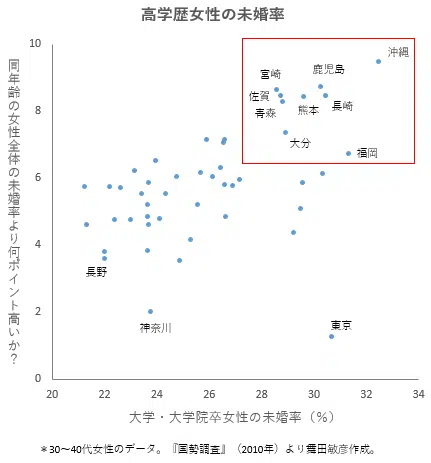 高学歴女性の未婚率
同年齢の女性全体の未婚率より何ポイント高いか？
10
8
6
4
2
0
沖縄
鹿児島
宮崎
佐賀
熊本
長崎
青森
大分
福岡
長野
神奈川
東京
20
22
24
26
28
30
32
34
大学・大学院卒女性の未婚率（％）
＊30～40代女性のデータ。『国勢調査』（2010年）より舞田敏彦作成。